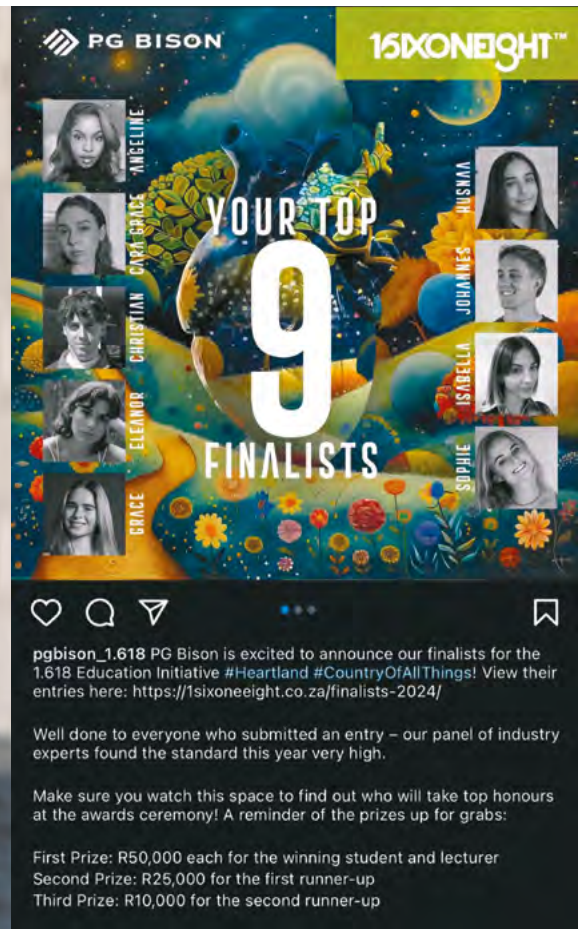 PG BISON
1SIXONEIGHT™
ANGELINE
CARA GRACE
CHRISTIAN
ELEANOR
GRACE
YOUR TOP
9
FINALISTS
HUSNAA
JOHANNES
ISABELLA
SOPHIE
pgbison_1.618 PG Bison is excited to announce our finalists for the
1.618 Education Initiative #Heartland #CountryOfAllThings! View their
entries here: https://1sixoneeight.co.za/finalists-2024/
Well done to everyone who submitted an entry – our panel of industry
experts found the standard this year very high.
Make sure you watch this space to find out who will take top honours
at the awards ceremony! A reminder of the prizes up for grabs:
First Prize: R50,000 each for the winning student and lecturer
Second Prize: R25,000 for the first runner-up
Third Prize: R10,000 for the second runner-up